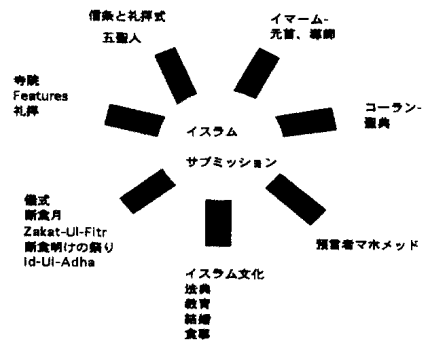 信条と礼拝式
五聖人
イマーム-
元首、導師
寺院
Features
礼拝
コーラン-
聖典
イスラム
サブミッション
儀式
断食月
Zakat-Ul-Fitr
断食明けの祭り
Id-Ul-Adha
預言者マホメッド
イスラム文化
法典
教育
結婚
食事